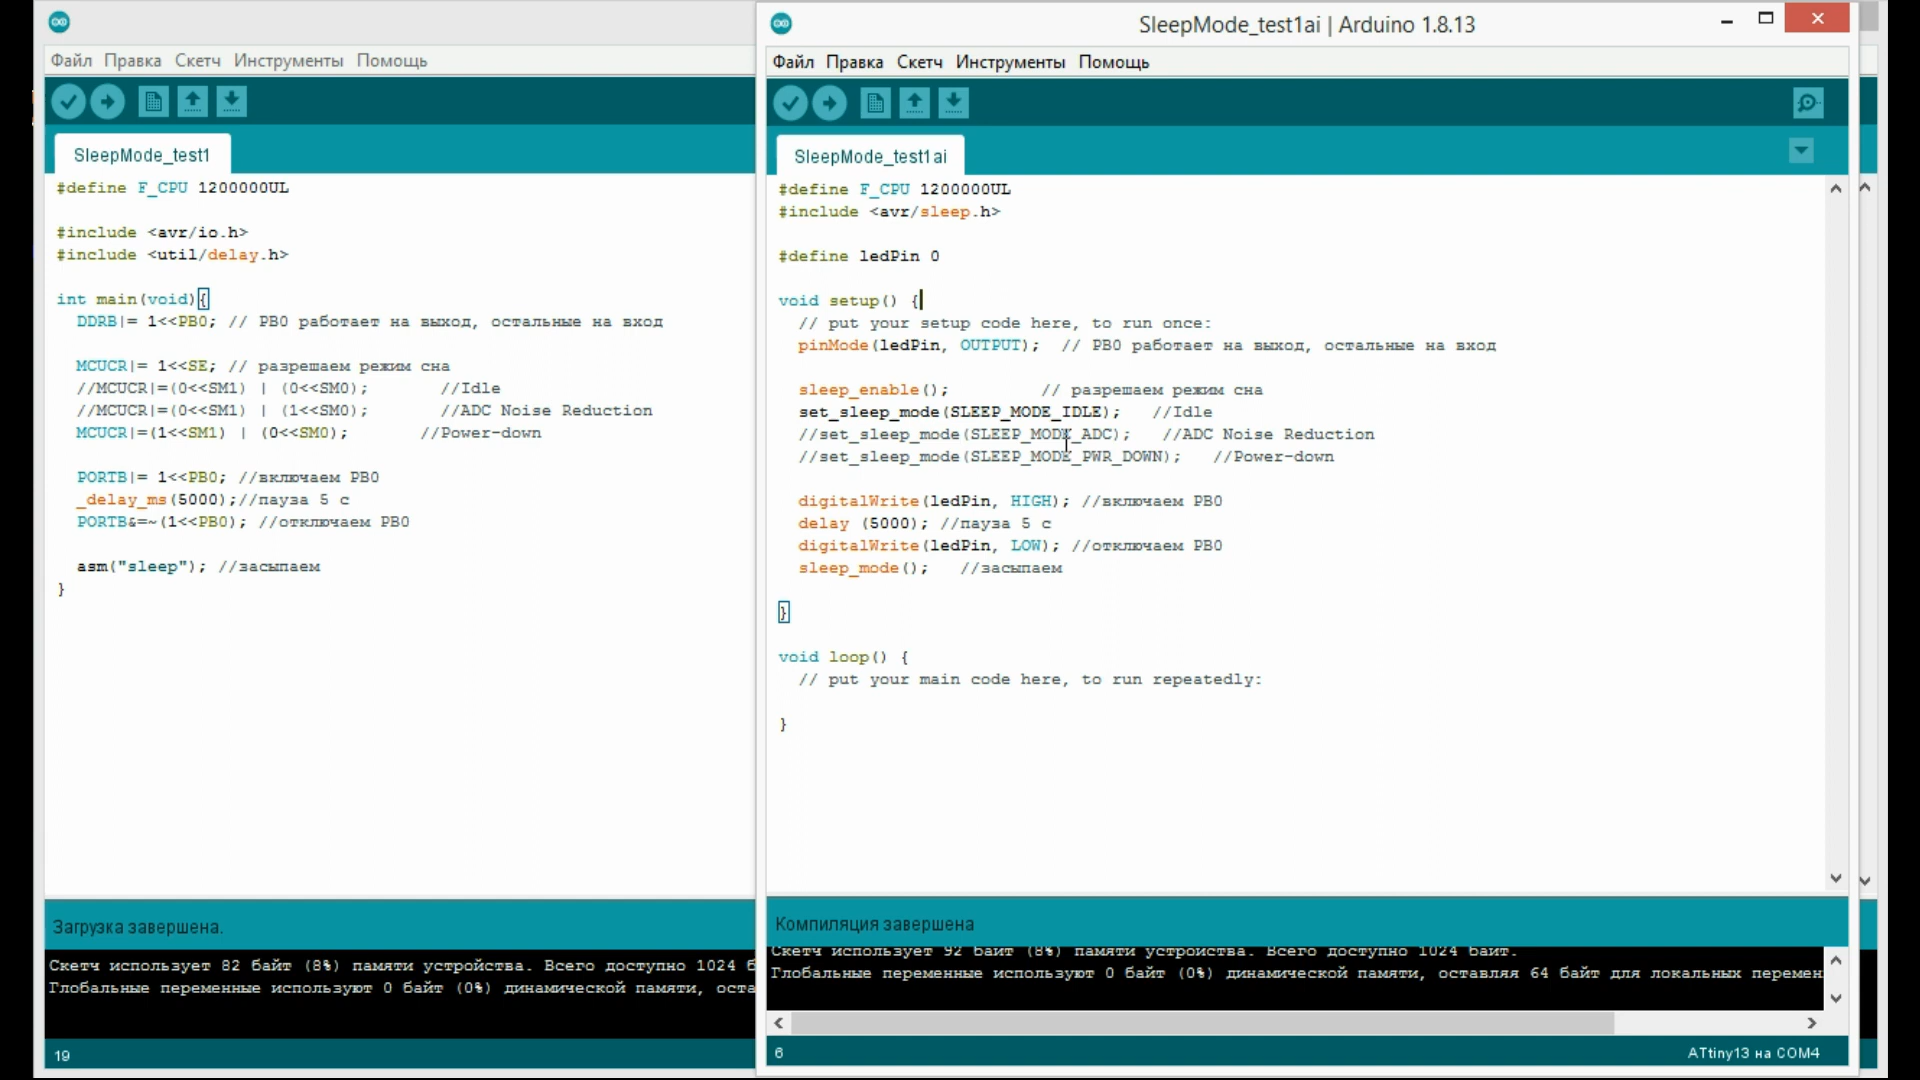 Файл Правка Скетч Инструменты Помощь
SleepMode_test1
#define F_CPU 1200000UL
#include <avr/io.h>
#include <util/delay.h>
int main(void){
DDRB|= 1<<PB0; // PB0 работает на выход, остальные на вход
MCUCR|= 1<<SE; // разрешаем режим сна
//MCUCR|=(0<<SM1) | (0<<SM0); //Idle
//MCUCR|=(0<<SM1) | (1<<SM0); //ADC Noise Reduction
MCUCR|=(1<<SM1) | (0<<SM0); //Power-down
PORTB|= 1<<PB0; //включаем PB0
_delay_ms(5000);//пауза 5 с
PORTB&=~(1<<PB0); //отключаем PB0
asm("sleep"); //засыпаем
}
Загрузка завершена.
Скетч использует 82 байт (8%) памяти устройства. Всего доступно 1024 б
Глобальные переменные используют 0 байт (0%) динамической памяти, оста
19
SleepMode_test1ai | Arduino 1.8.13
Файл Правка Скетч Инструменты Помощь
SleepMode_test1ai
#define F_CPU 1200000UL
#include <avr/sleep.h>
#define ledPin 0
void setup() {
// put your setup code here, to run once:
pinMode(ledPin, OUTPUT); // PB0 работает на выход, остальные на вход
sleep_enable(); // разрешаем режим сна
set_sleep_mode(SLEEP_MODE_IDLE); //Idle
//set_sleep_mode(SLEEP_MODE_ADC); //ADC Noise Reduction
//set_sleep_mode(SLEEP_MODE_PWR_DOWN); //Power-down
digitalWrite(ledPin, HIGH); //включаем PB0
delay (5000); //пауза 5 с
digitalWrite(ledPin, LOW); //отключаем PB0
sleep_mode(); //засыпаем
}
void loop() {
// put your main code here, to run repeatedly:
}
Компиляция завершена
Скетч использует 92 байт (8%) памяти устройства. Всего доступно 1024 байт.
Глобальные переменные используют 0 байт (0%) динамической памяти, оставляя 64 байт для локальных перемен
6
ATtiny13 на COM4